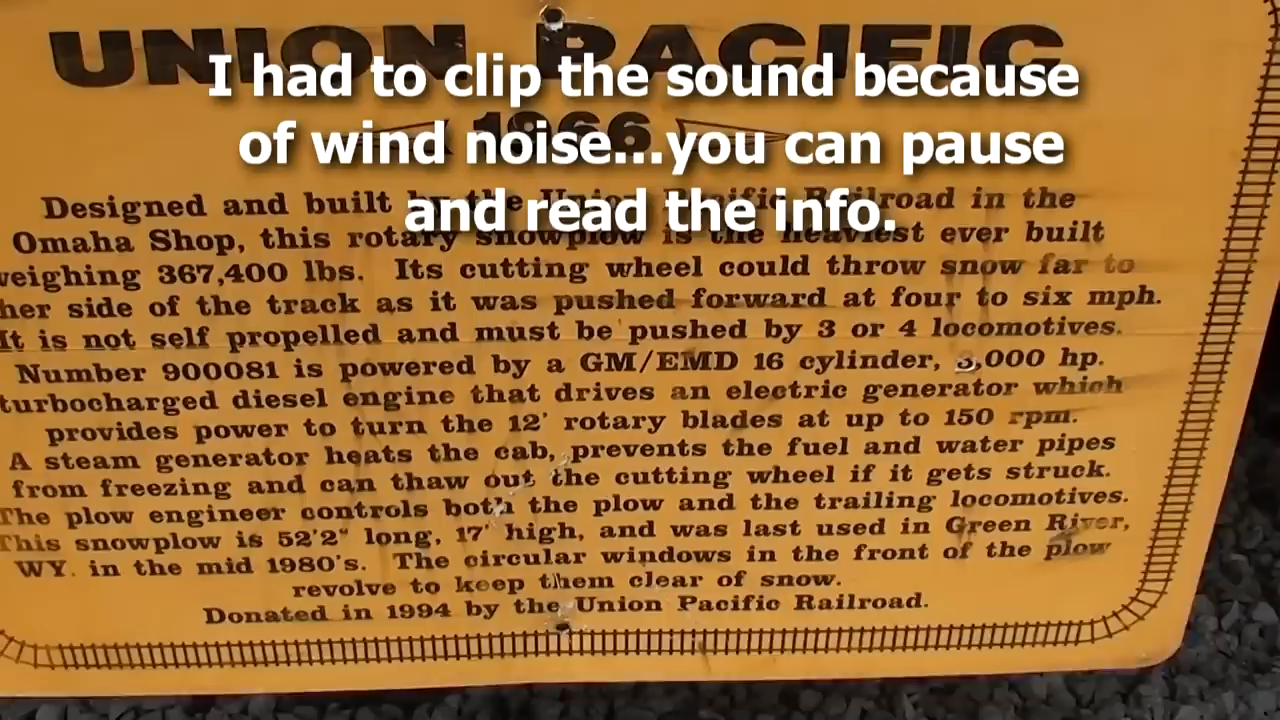 UNION PACIFIC
I had to clip the sound because
1966
of wind noise...you can pause
and read the info.
Designed and built by the Union Pacific Railroad in the
Omaha Shop, this rotary snowplow is the heaviest ever built
weighing 367,400 lbs. Its cutting wheel could throw snow far to
her side of the track as it was pushed forward at four to six mph.
It is not self propelled and must be pushed by 3 or 4 locomotives.
Number 900081 is powered by a GM/EMD 16 cylinder, 3,000 hp.
turbocharged diesel engine that drives an electric generator which
provides power to turn the 12' rotary blades at up to 150 rpm.
A steam generator heats the cab, prevents the fuel and water pipes
from freezing and can thaw out the cutting wheel if it gets struck.
The plow engineer controls both the plow and the trailing locomotives.
This snowplow is 52'2" long, 17' high, and was last used in Green River,
WY. in the mid 1980's. The circular windows in the front of the plow
revolve to keep them clear of snow.
Donated in 1994 by the Union Pacific Railroad.